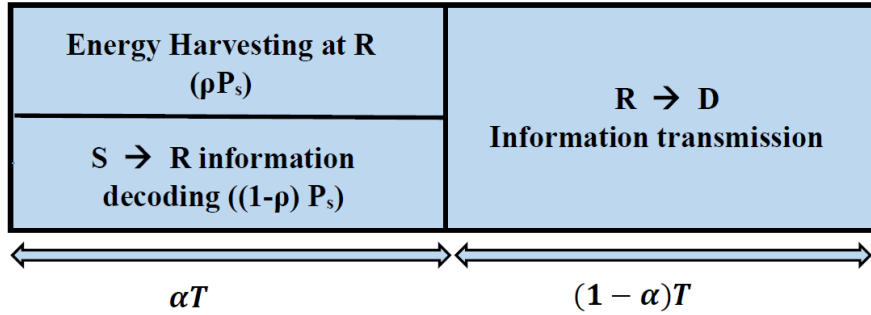 Energy Harvesting at R
(ρPₛ)
S → R information
decoding ((1-ρ) Pₛ)
R → D
Information transmission
αT
(1 − α)T